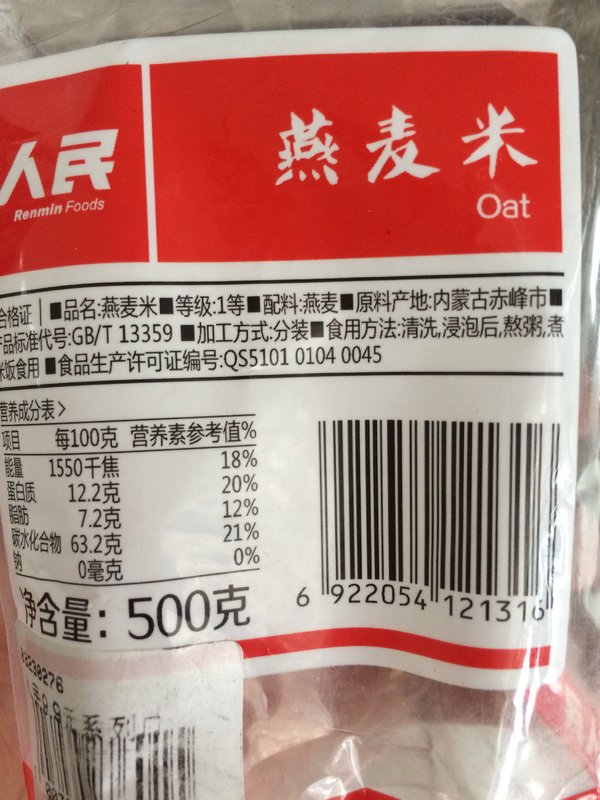 人民
Renmin Foods
燕麦米
Oat
合格证 ■品名:燕麦米■等级:1等■配料:燕麦■原料产地:内蒙古赤峰市■
产品标准代号:GB/T 13359 ■加工方式:分装■食用方法:清洗,浸泡后,熬粥,煮
米饭食用 ■食品生产许可证编号:QS5101 0104 0045
营养成分表>
项目 每100克 营养素参考值%
能量 1550千焦 18%
蛋白质 12.2克 20%
脂肪 7.2克 12%
碳水化合物 63.2克 21%
钠 0毫克 0%
净含量: 500克
6 922054 121316
系列